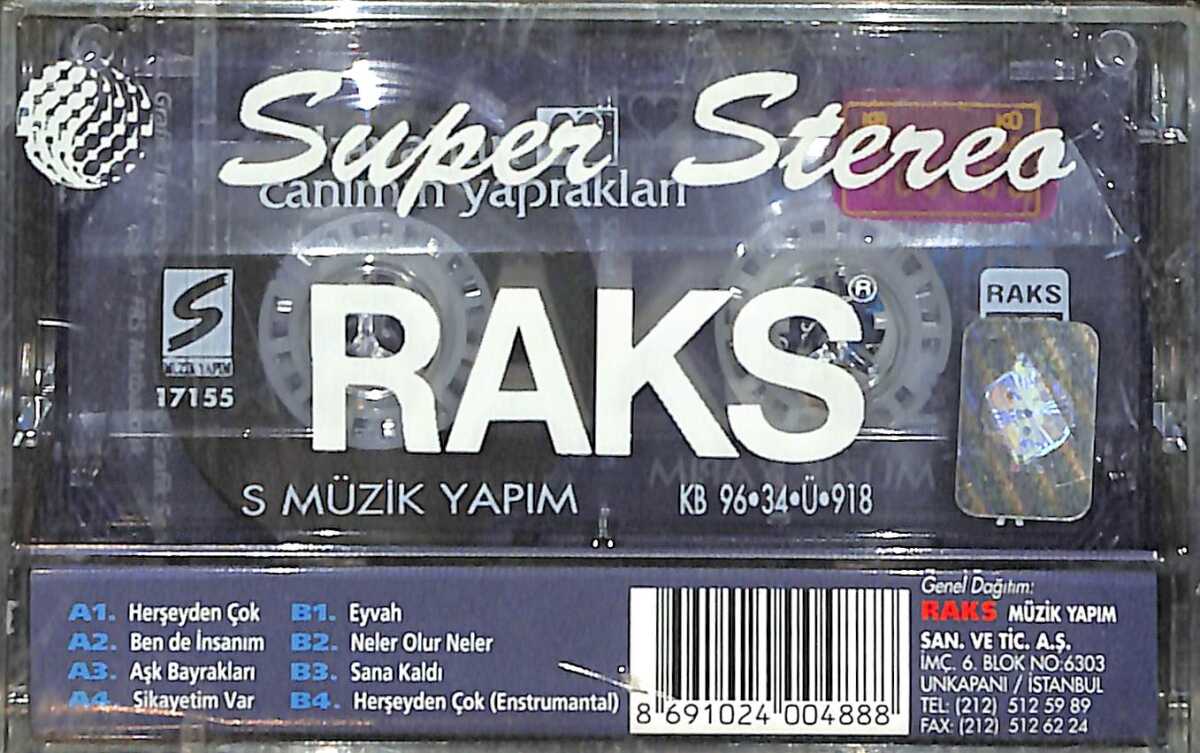 Super Stereo
canımın yaprakları
RAKS®
S
MÜZİK YAPIM
17155
RAKS
S MÜZİK YAPIM
KB 96•34•Ü•918
A1. Herşeyden Çok
A2. Ben de İnsanım
A3. Aşk Bayrakları
A4. Sikayetim Var
B1. Eyvah
B2. Neler Olur Neler
B3. Sana Kaldı
B4. Herşeyden Çok (Enstrumantal)
8 691024 004888
Genel Dağıtım:
RAKS MÜZİK YAPIM
SAN. VE TİC. A.Ş.
İMÇ. 6. BLOK NO:6303
UNKAPANI / İSTANBUL
TEL: (212) 512 59 89
FAX: (212) 512 62 24